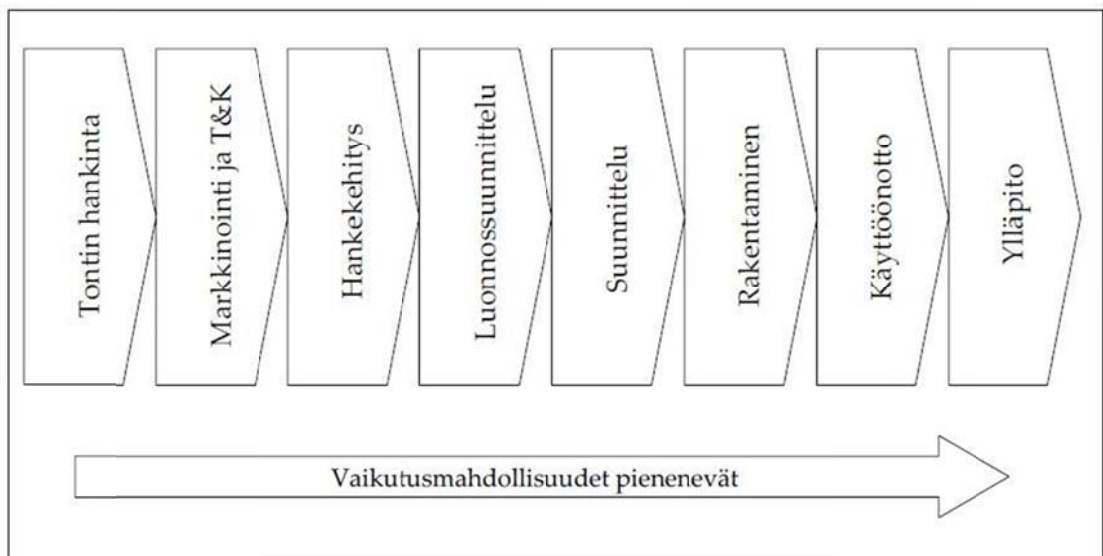 Tontin hankinta
Markkinointi ja T&K
Hankekehitys
Luonnossuunnittelu
Suunnittelu
Rakentaminen
Käyttöönotto
Ylläpito
Vaikutusmahdollisuudet pienenevät